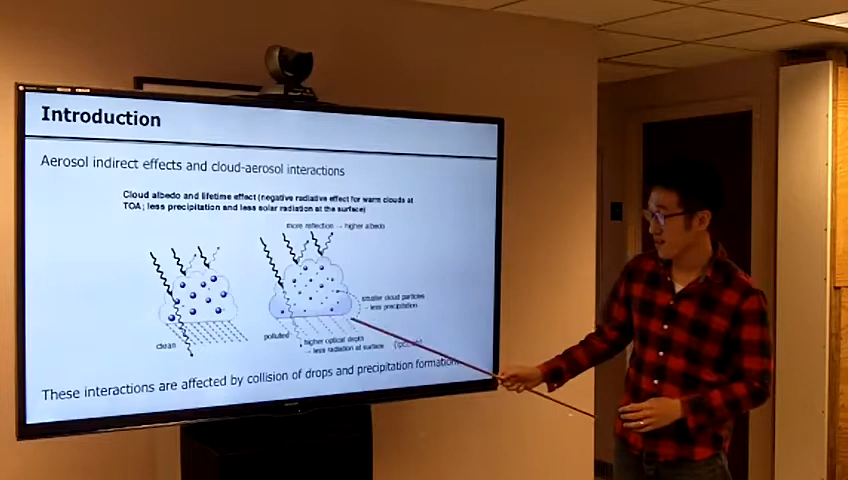 Introduction
Aerosol indirect effects and cloud-aerosol interactions
Cloud albedo and lifetime effect (negative radiative effect for warm clouds at
TOA; less precipitation and less solar radiation at the surface)
more reflection → higher albedo
smaller cloud particles
→ less precipitation
clean
polluted
higher optical depth
→ less radiation at surface
These interactions are affected by collision of drops and precipitation formation.